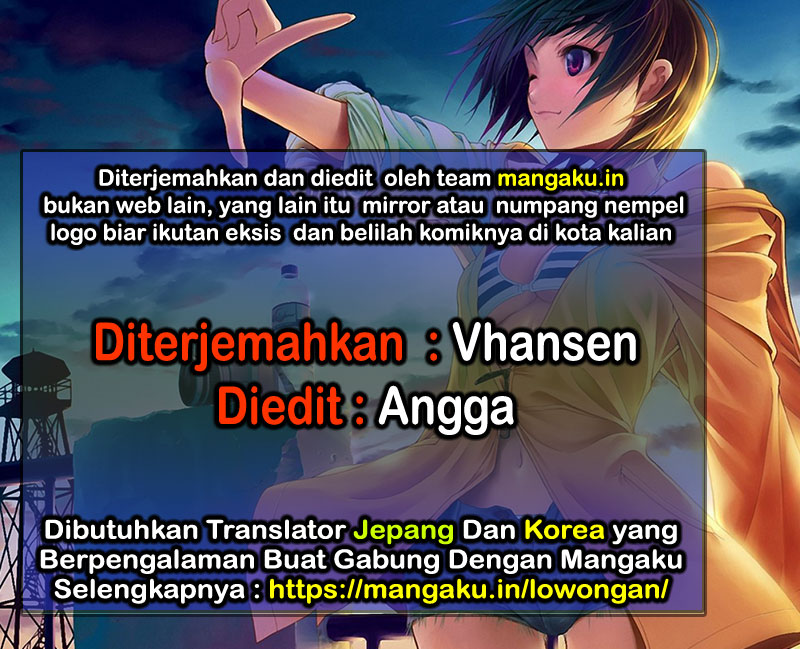 Diterjemahkan dan diedit oleh team mangaku.in
bukan web lain, yang lain itu mirror atau numpang nempel
logo biar ikutan eksis dan belilah komiknya di kota kalian
Diterjemahkan : Vhansen
Diedit : Angga
Dibutuhkan Translator Jepang Dan Korea yang
Berpengalaman Buat Gabung Dengan Mangaku
Selengkapnya : https://mangaku.in/lowongan/